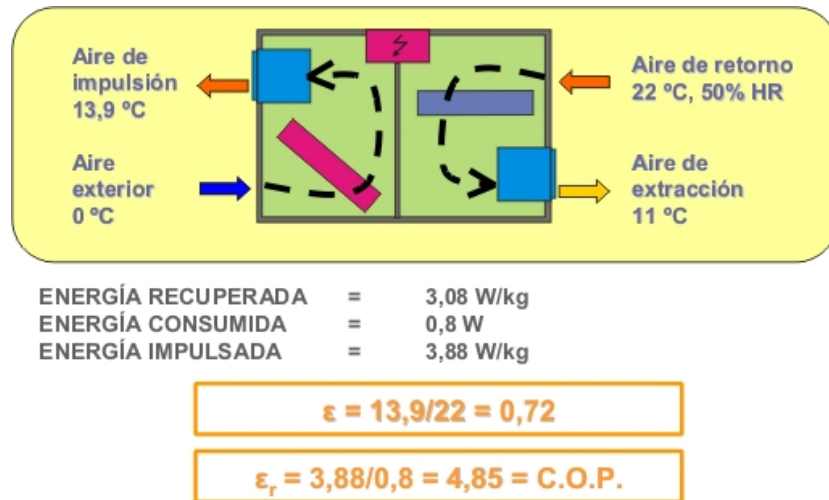 Aire de
impulsión
13,9 ºC
Aire
exterior
0 ºC
Aire de retorno
22 ºC, 50% HR
Aire de
extracción
11 ºC
ENERGÍA RECUPERADA = 3,08 W/kg
ENERGÍA CONSUMIDA = 0,8 W
ENERGÍA IMPULSADA = 3,88 W/kg
ε = 13,9/22 = 0,72
εr = 3,88/0,8 = 4,85 = C.O.P.